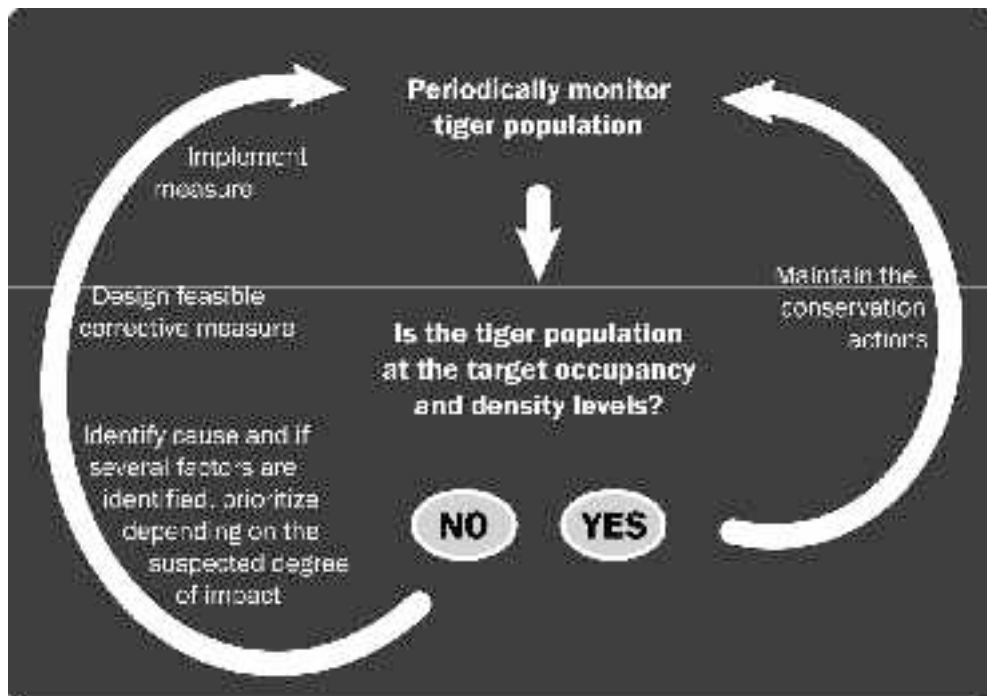 Periodically monitor
tiger population
Is the tiger population
at the target occupancy
and density levels?
NO
YES
Identify cause and if
several factors are
identified, prioritize
depending on the
suspected degree
of impact
Design feasible
corrective measure
Implement
measure
Maintain the
conservation
actions